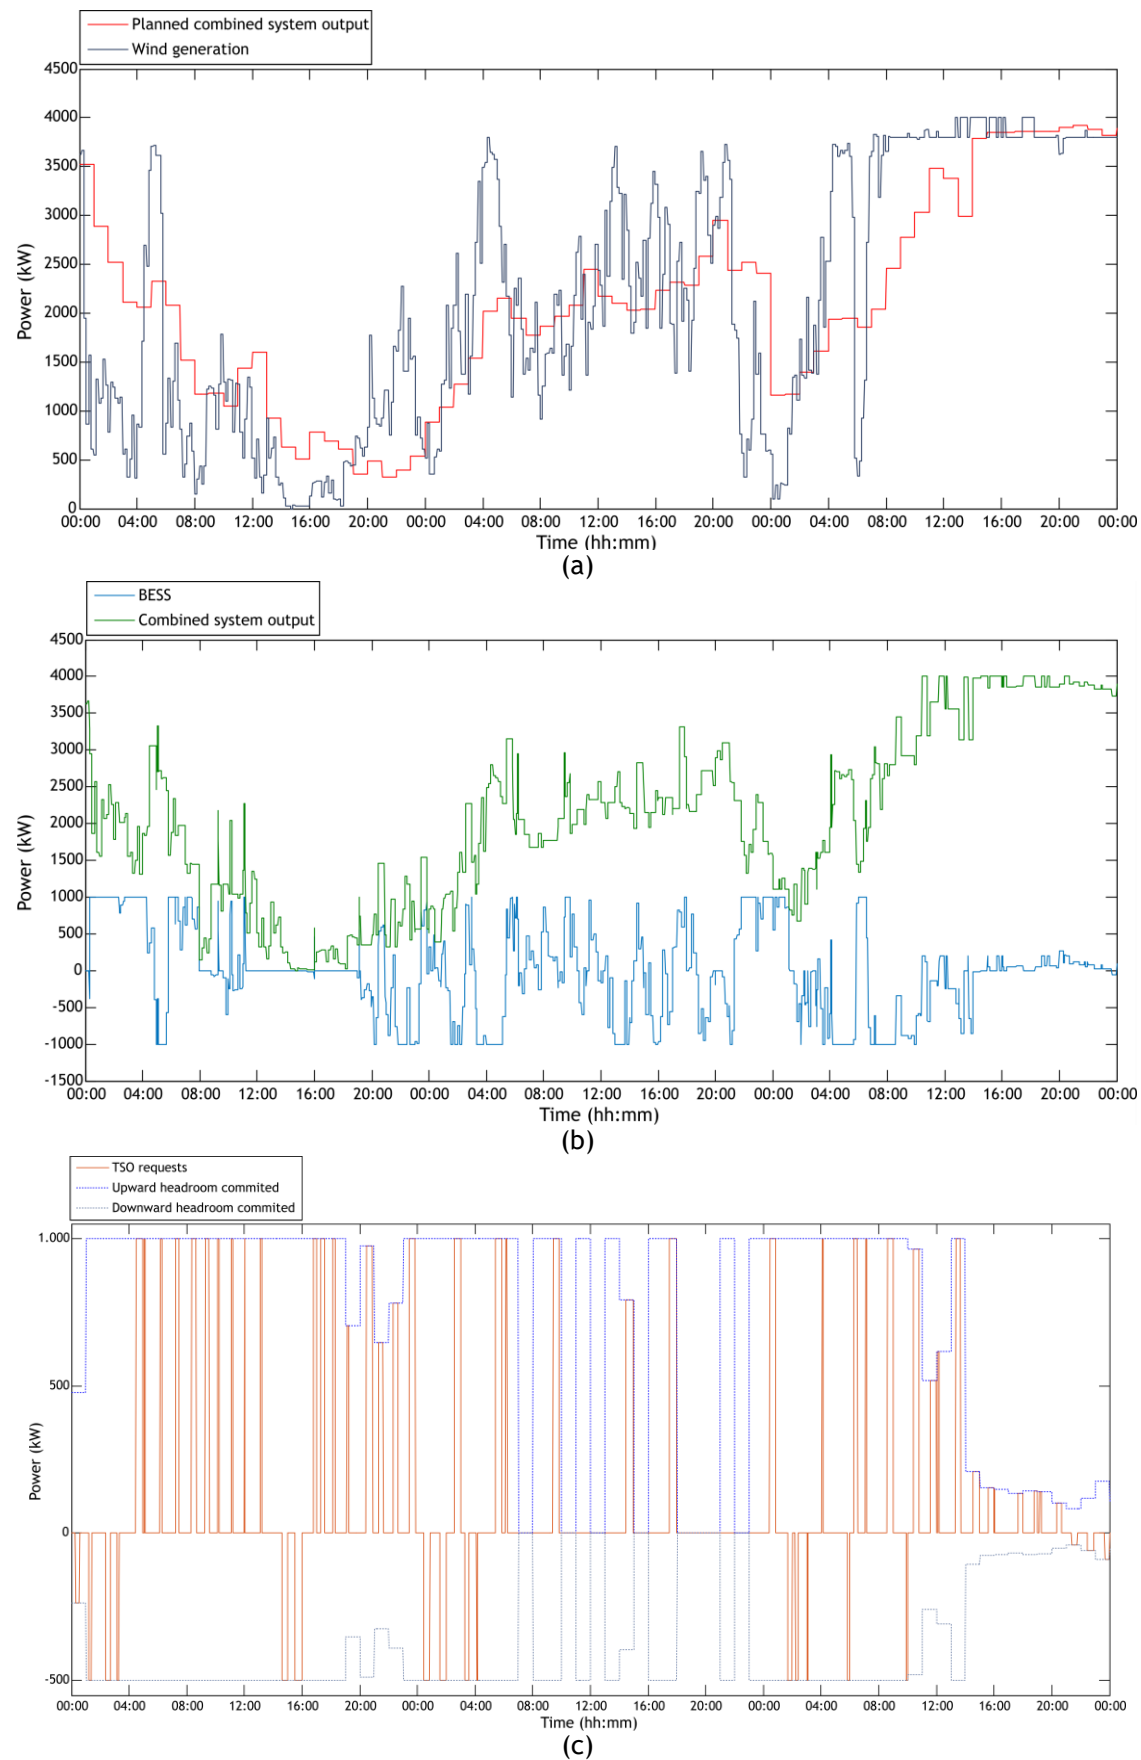 Planned combined system output
Wind generation
4500
4000
3500
3000
2500
2000
1500
1000
500
0
Power (kW)
00:00 04:00 08:00 12:00 16:00 20:00 00:00 04:00 08:00 12:00 16:00 20:00 00:00 04:00 08:00 12:00 16:00 20:00 00:00
Time (hh:mm)
(a)
BESS
Combined system output
4500
4000
3500
3000
2500
2000
1500
1000
500
0
-500
-1000
-1500
Power (kW)
00:00 04:00 08:00 12:00 16:00 20:00 00:00 04:00 08:00 12:00 16:00 20:00 00:00 04:00 08:00 12:00 16:00 20:00 00:00
Time (hh:mm)
(b)
TSO requests
Upward headroom commited
Downward headroom commited
1.000
500
0
-500
Power (kW)
00:00 04:00 08:00 12:00 16:00 20:00 00:00 04:00 08:00 12:00 16:00 20:00 00:00 04:00 08:00 12:00 16:00 20:00 00:00
Time (hh:mm)
(c)